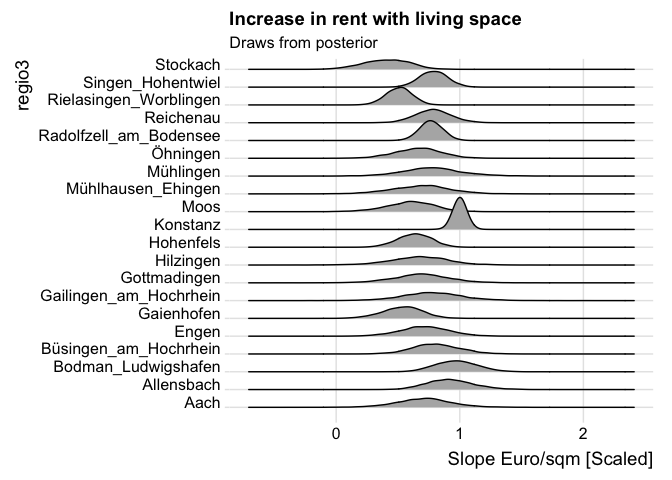 Increase in rent with living space
Draws from posterior
regio3
Stockach
Singen_Hohentwiel
Rielasingen_Worblingen
Reichenau
Radolfzell_am_Bodensee
Öhningen
Mühlingen
Mühlhausen_Ehingen
Moos
Konstanz
Hohenfels
Hilzingen
Gottmadingen
Gailingen_am_Hochrhein
Gaienhofen
Engen
Büsingen_am_Hochrhein
Bodman_Ludwigshafen
Allensbach
Aach
0 1 2
Slope Euro/sqm [Scaled]